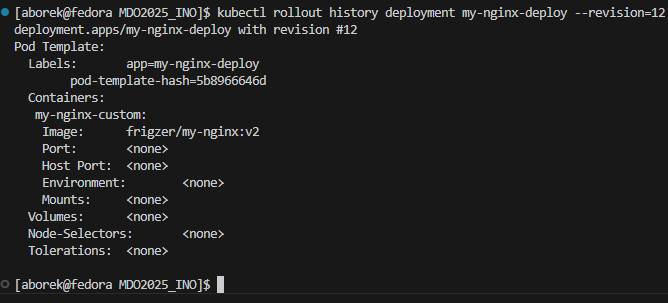 [aborek@fedora MDO2025_INO]$ kubectl rollout history deployment my-nginx-deploy --revision=12
deployment.apps/my-nginx-deploy with revision #12
Pod Template:
  Labels:       app=my-nginx-deploy
        pod-template-hash=5b8966646d
  Containers:
   my-nginx-custom:
    Image:      frigzer/my-nginx:v2
    Port:       <none>
    Host Port:  <none>
    Environment:        <none>
    Mounts:     <none>
  Volumes:      <none>
  Node-Selectors:       <none>
  Tolerations:  <none>
[aborek@fedora MDO2025_INO]$